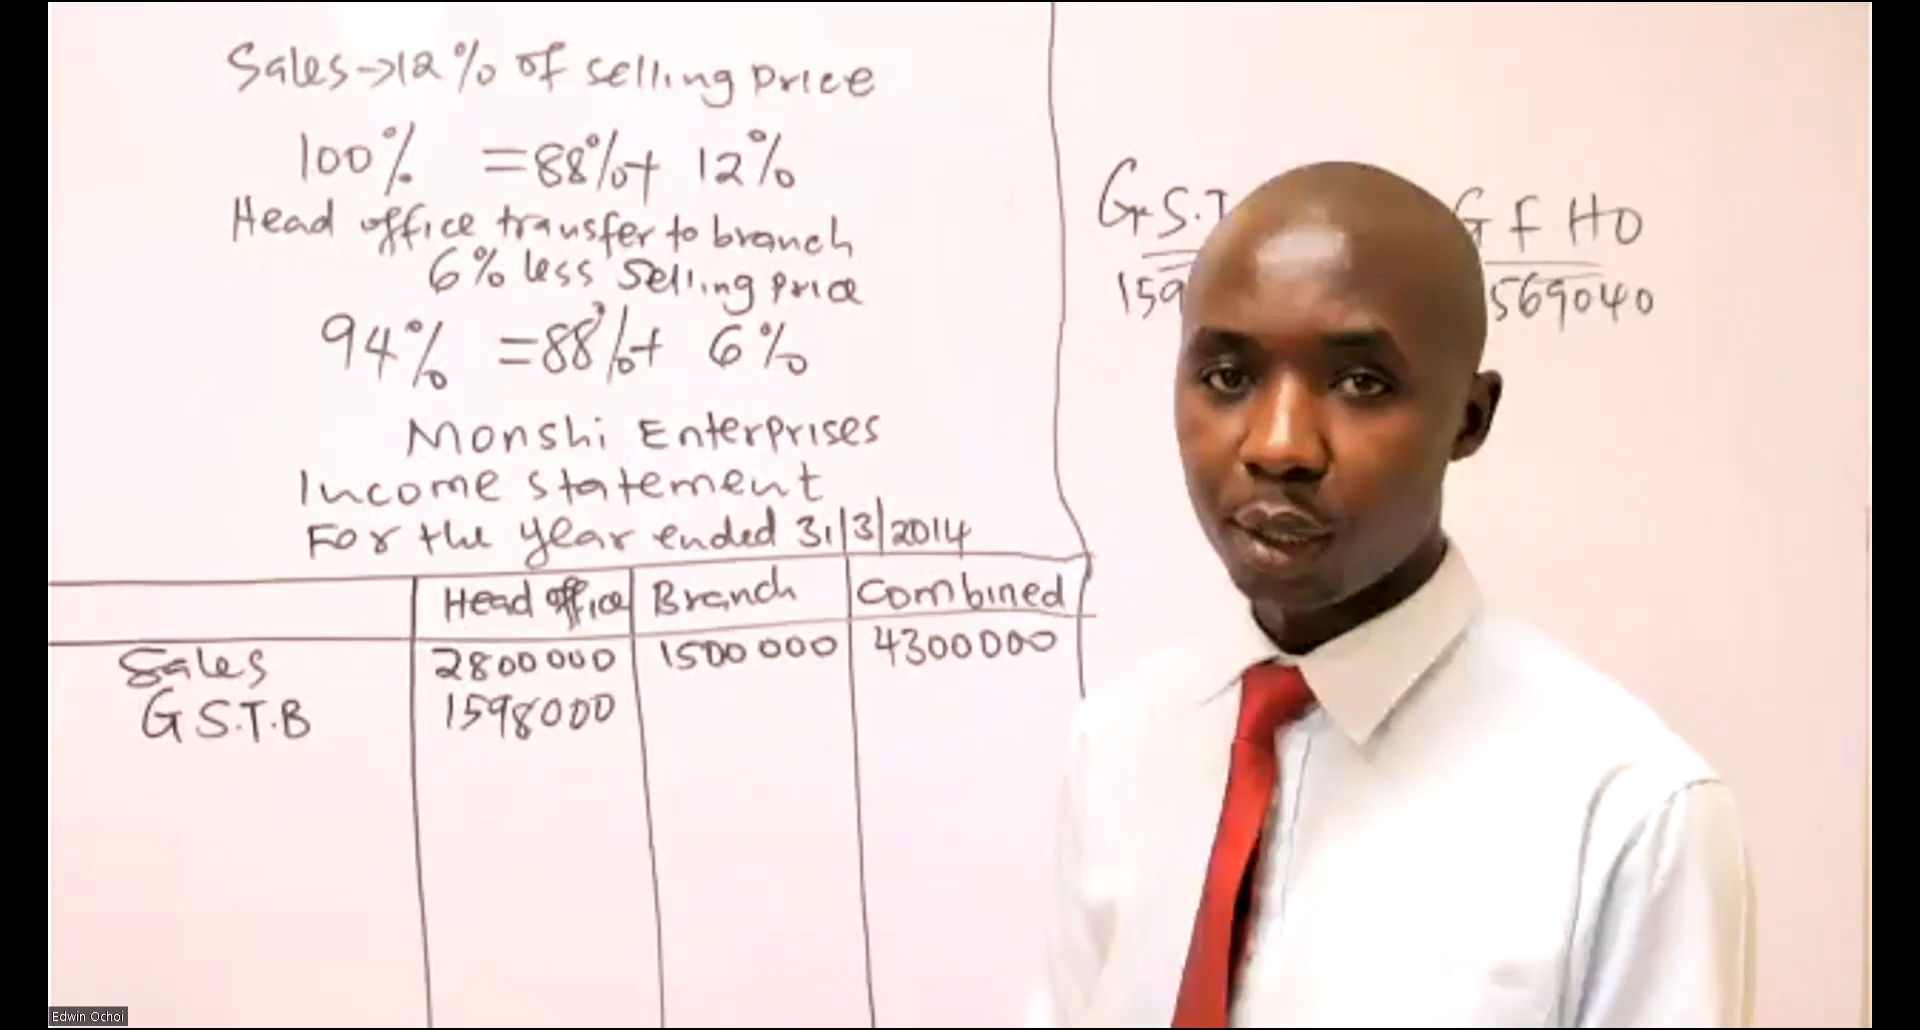 Sales→12% of selling price
100% = 88% + 12%
Head office transfer to branch
6% less selling price
94% = 88% + 6%
Monshi Enterprises
Income statement
For the year ended 31/3/2014
Head office Branch Combined
Sales 2800000 1500000 4300000
G S.T.B 1598000
G.S.T G F HO
159 569040
Edwin Ochoi